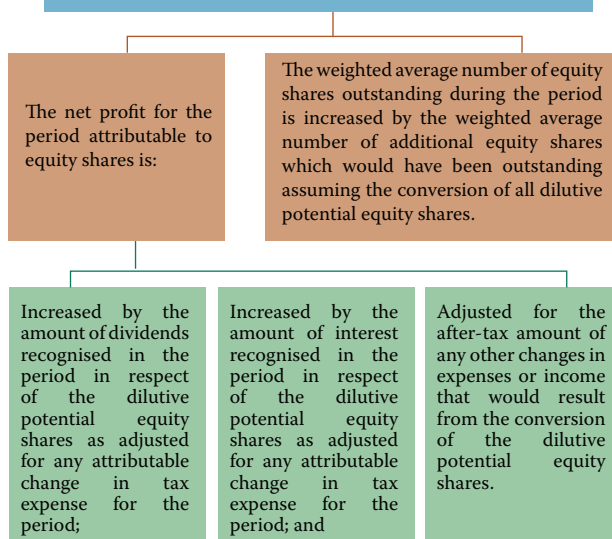 The net profit for the
period attributable to
equity shares is:
The weighted average number of equity
shares outstanding during the period
is increased by the weighted average
number of additional equity shares
which would have been outstanding
assuming the conversion of all dilutive
potential equity shares.
Increased by the
amount of dividends
recognised in the
period in respect
of the dilutive
potential equity
shares as adjusted
for any attributable
change in tax
expense for the
period;
Increased by the
amount of interest
recognised in the
period in respect
of the dilutive
potential equity
shares as adjusted
for any attributable
change in tax
expense for the
period; and
Adjusted for the
after-tax amount of
any other changes in
expenses or income
that would result
from the conversion
of the dilutive
potential equity
shares.